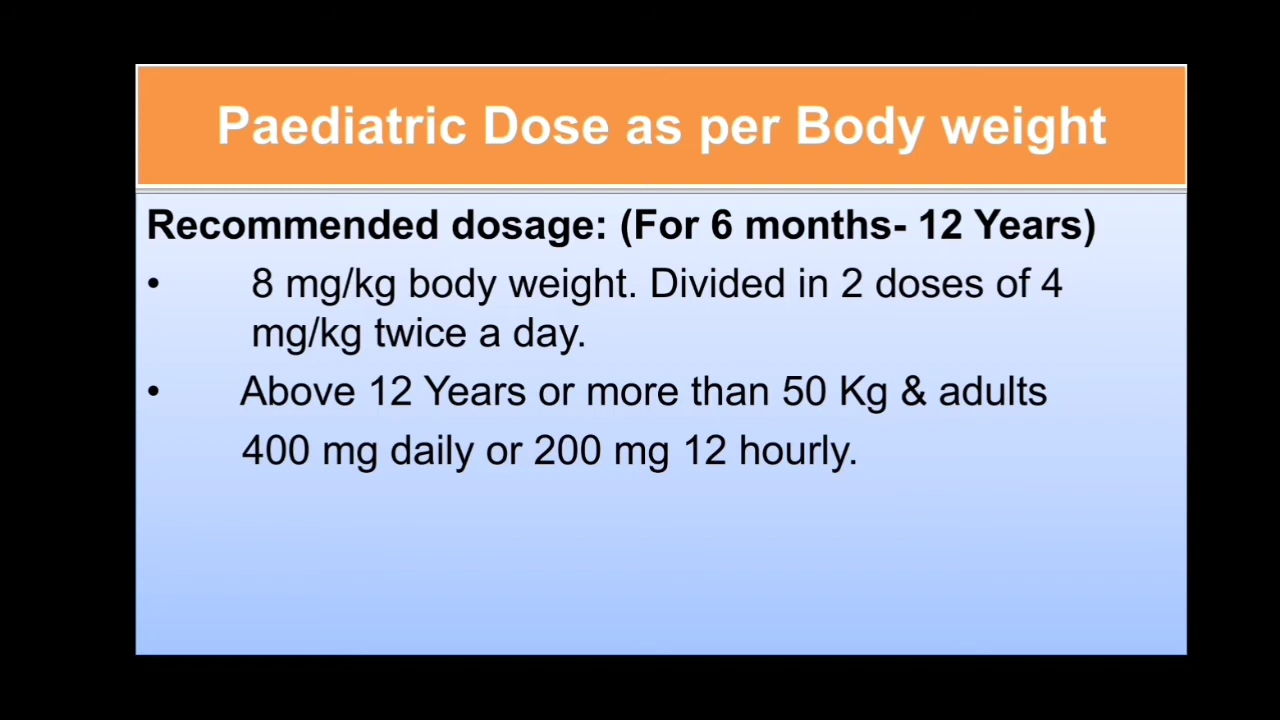 Paediatric Dose as per Body weight
Recommended dosage: (For 6 months- 12 Years)
• 8 mg/kg body weight. Divided in 2 doses of 4
mg/kg twice a day.
• Above 12 Years or more than 50 Kg & adults
400 mg daily or 200 mg 12 hourly.